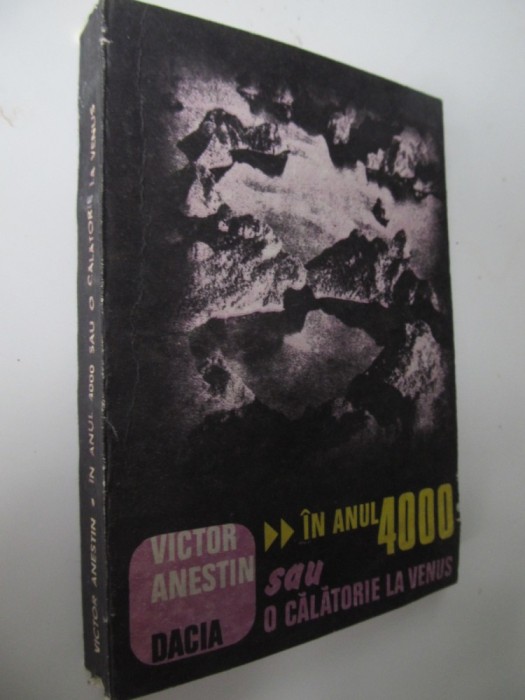 VICTOR ANESTIN • ÎN ANUL 4000 SAU O CĂLĂTORIE LA VENUS
VICTOR
ANESTIN
DACIA
ÎN ANUL 4000
sau
O CĂLĂTORIE LA VENUS